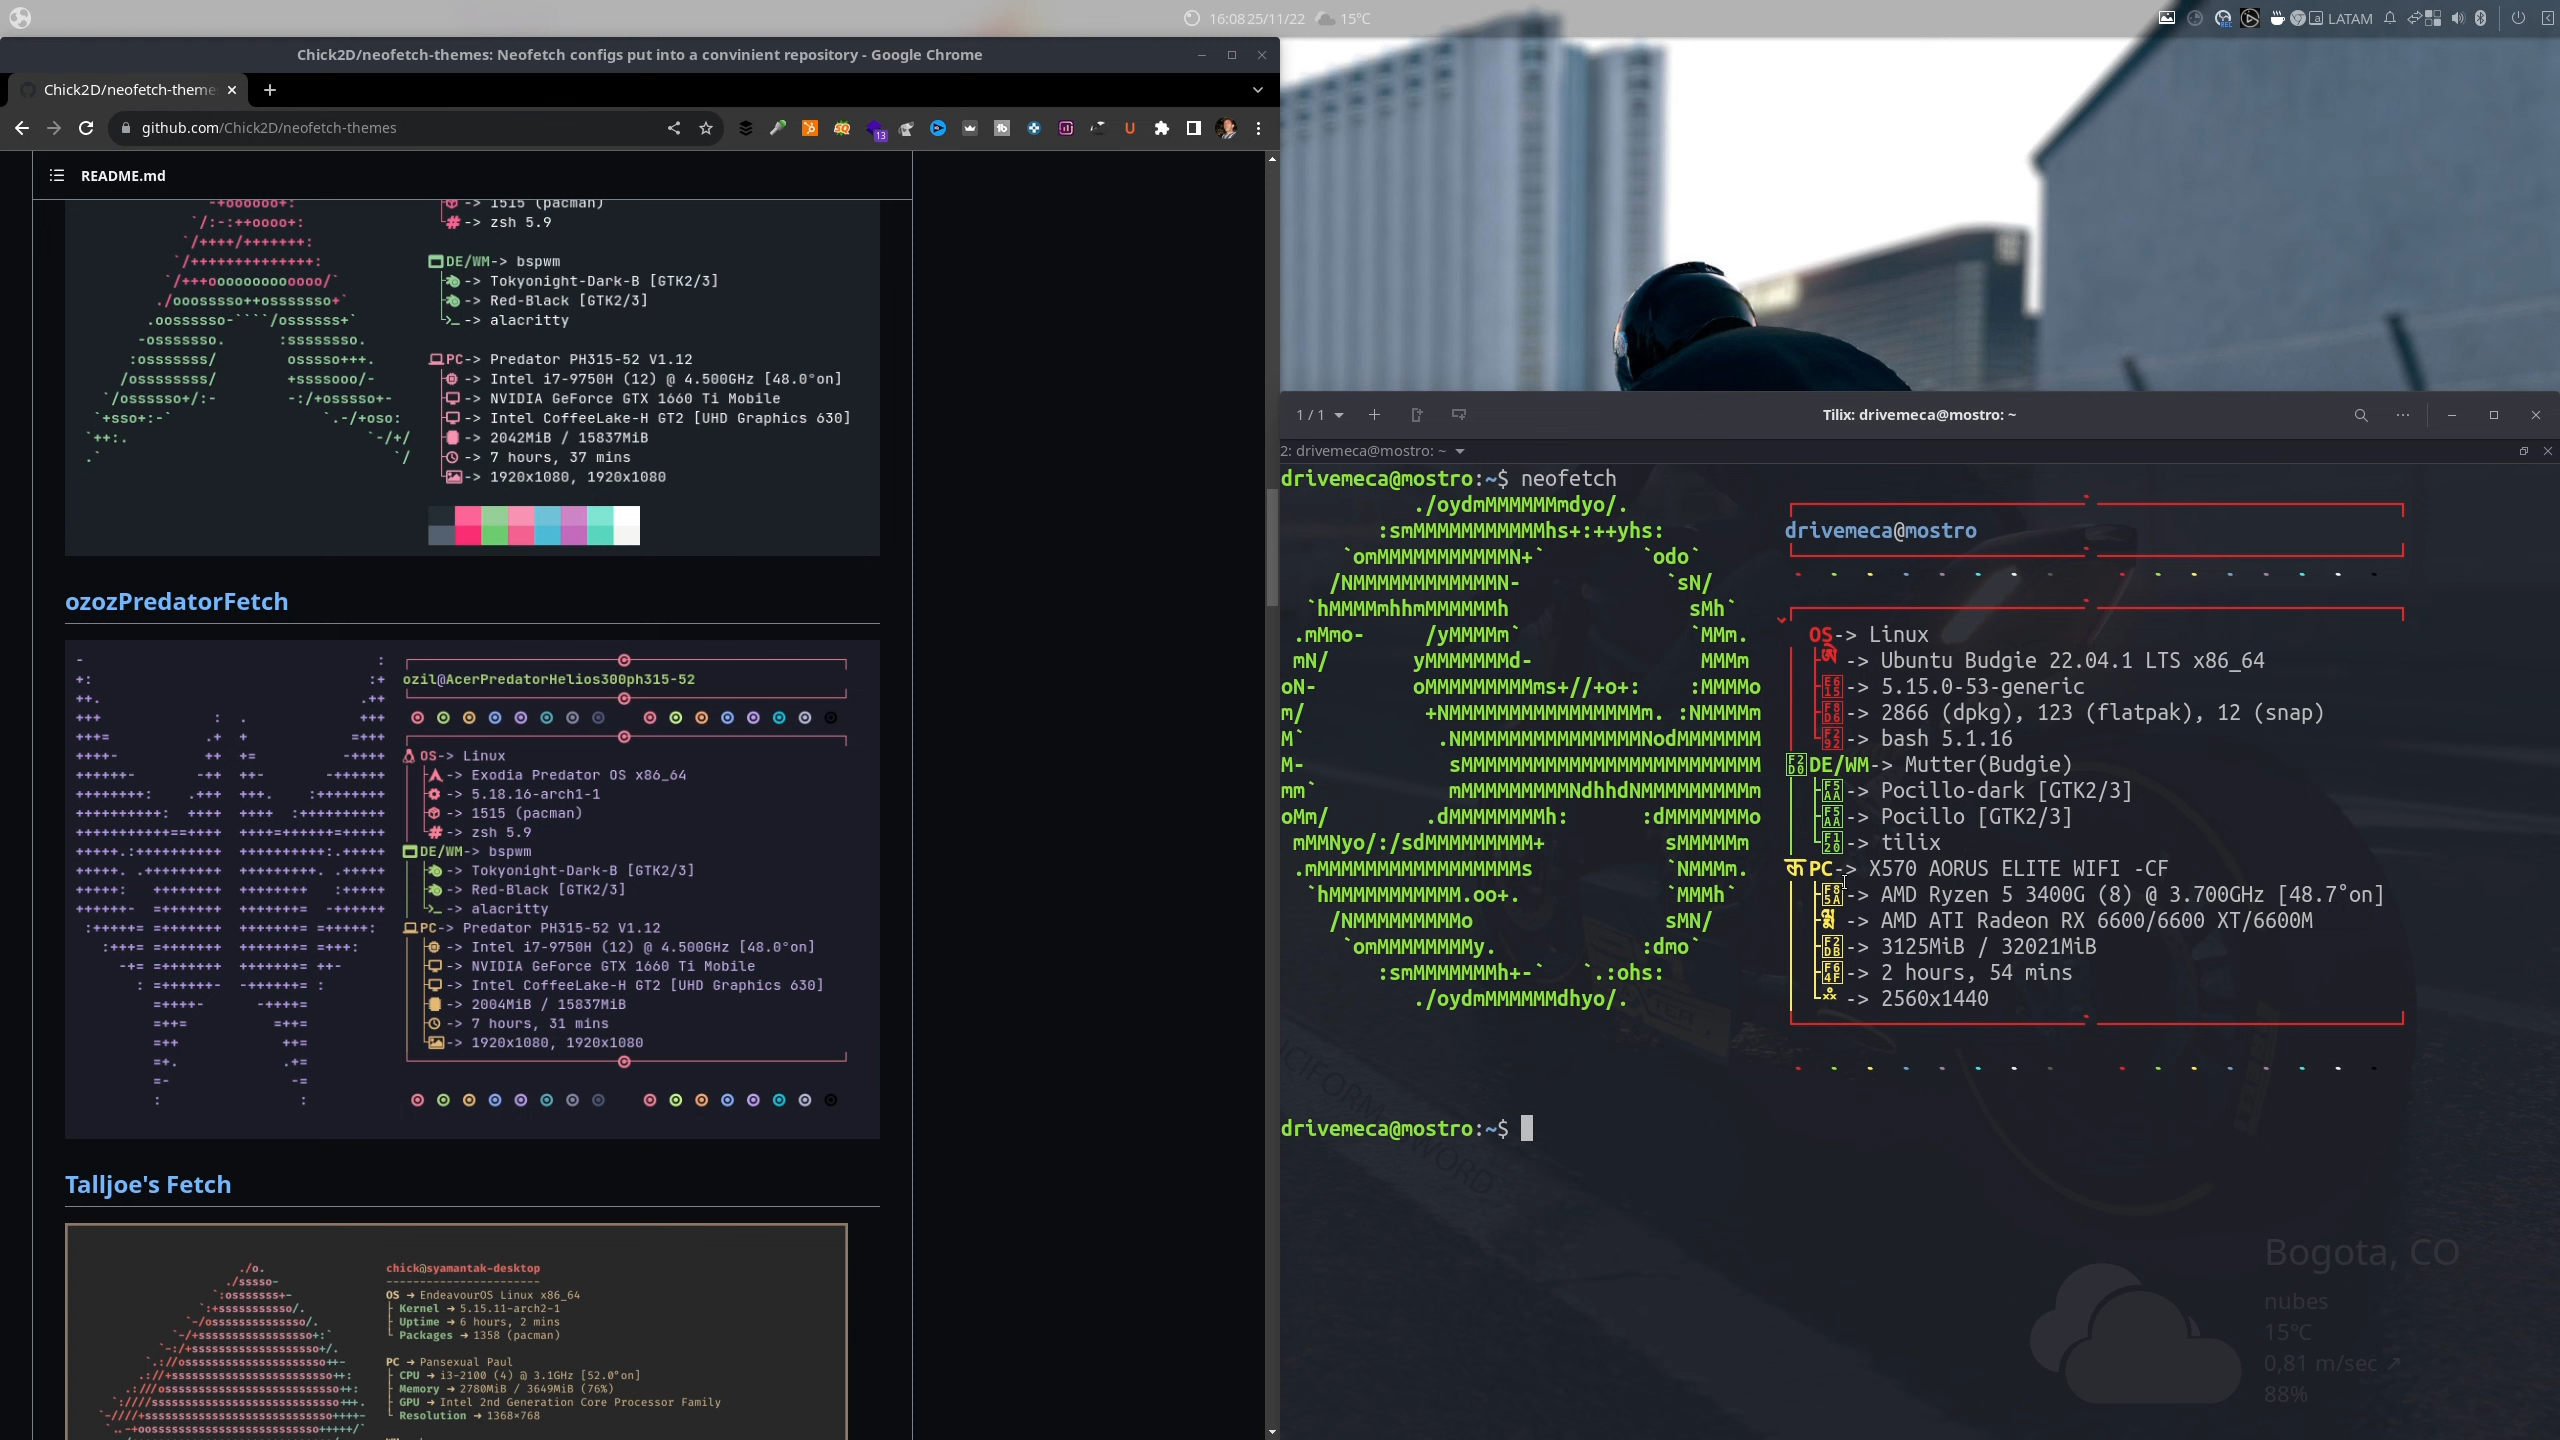 16:08 25/11/22 15°C
LATAM
Chick2D/neofetch-themes: Neofetch configs put into a convinient repository - Google Chrome
Chick2D/neofetch-theme
github.com/Chick2D/neofetch-themes
13
README.md
-> 1515 (pacman)
-> zsh 5.9
DE/WM-> bspwm
-> Tokyonight-Dark-B [GTK2/3]
-> Red-Black [GTK2/3]
-> alacritty
PC-> Predator PH315-52 V1.12
-> Intel i7-9750H (12) @ 4.500GHz [48.0°on]
-> NVIDIA GeForce GTX 1660 Ti Mobile
-> Intel CoffeeLake-H GT2 [UHD Graphics 630]
-> 2042MiB / 15837MiB
-> 7 hours, 37 mins
-> 1920x1080, 1920x1080
ozozPredatorFetch
ozil@AcerPredatorHelios300ph315-52
OS-> Linux
-> Exodia Predator OS x86_64
-> 5.18.16-arch1-1
-> 1515 (pacman)
-> zsh 5.9
DE/WM-> bspwm
-> Tokyonight-Dark-B [GTK2/3]
-> Red-Black [GTK2/3]
-> alacritty
PC-> Predator PH315-52 V1.12
-> Intel i7-9750H (12) @ 4.500GHz [48.0°on]
-> NVIDIA GeForce GTX 1660 Ti Mobile
-> Intel CoffeeLake-H GT2 [UHD Graphics 630]
-> 2004MiB / 15837MiB
-> 7 hours, 31 mins
-> 1920x1080, 1920x1080
Talljoe's Fetch
chick@syamantak-desktop
-----------------------
OS ➜ EndeavourOS Linux x86_64
├ Kernel ➜ 5.15.11-arch2-1
├ Uptime ➜ 6 hours, 2 mins
└ Packages ➜ 1358 (pacman)
PC ➜ Pansexual Paul
├ CPU ➜ i3-2100 (4) @ 3.1GHz [52.0°on]
├ Memory ➜ 2780MiB / 3649MiB (76%)
├ GPU ➜ Intel 2nd Generation Core Processor Family
└ Resolution ➜ 1368×768
1 / 1
Tilix: drivemeca@mostro: ~
2: drivemeca@mostro: ~
drivemeca@mostro:~$ neofetch
drivemeca@mostro
OS-> Linux
-> Ubuntu Budgie 22.04.1 LTS x86_64
-> 5.15.0-53-generic
-> 2866 (dpkg), 123 (flatpak), 12 (snap)
-> bash 5.1.16
DE/WM-> Mutter(Budgie)
-> Pocillo-dark [GTK2/3]
-> Pocillo [GTK2/3]
-> tilix
PC-> X570 AORUS ELITE WIFI -CF
-> AMD Ryzen 5 3400G (8) @ 3.700GHz [48.7°on]
-> AMD ATI Radeon RX 6600/6600 XT/6600M
-> 3125MiB / 32021MiB
-> 2 hours, 54 mins
-> 2560x1440
drivemeca@mostro:~$
Bogota, CO
nubes
15°C
0,81 m/sec ↗
88%